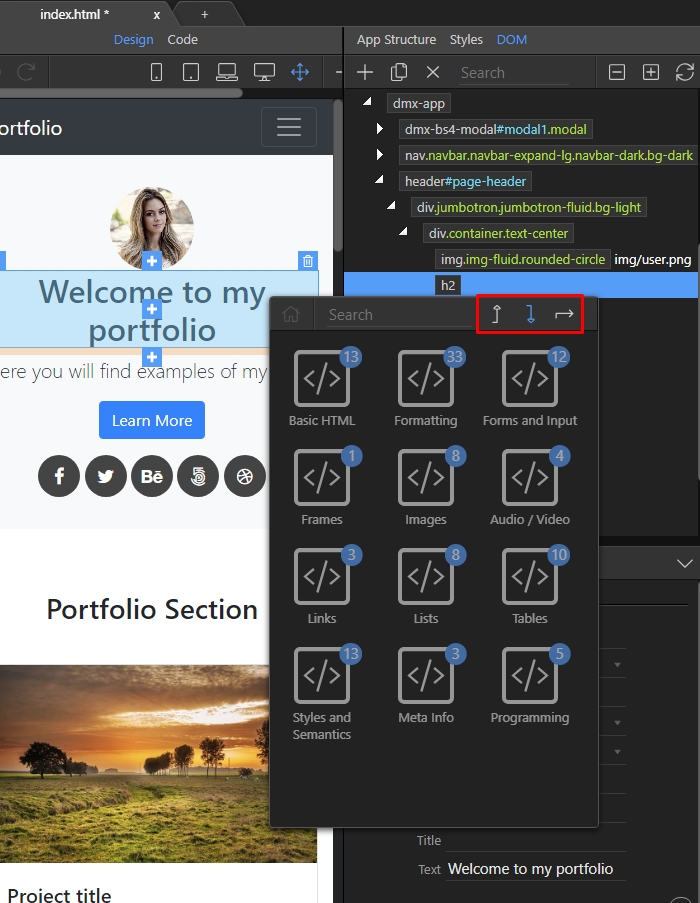 index.html *
x
+
Design
Code
App Structure
Styles
DOM
Search
dmx-app
dmx-bs4-modal#modal1.modal
nav.navbar.navbar-expand-lg.navbar-dark.bg-dark
header#page-header
div.jumbotron.jumbotron-fluid.bg-light
div.container.text-center
img.img-fluid.rounded-circle img/user.png
h2
ortfolio
Welcome to my
portfolio
ere you will find examples of my
Learn More
Bē
Portfolio Section
Project title
Search
13
33
12
Basic HTML
Formatting
Forms and Input
1
8
4
Frames
Images
Audio / Video
3
8
10
Links
Lists
Tables
13
3
5
Styles and
Semantics
Meta Info
Programming
Title
Text Welcome to my portfolio